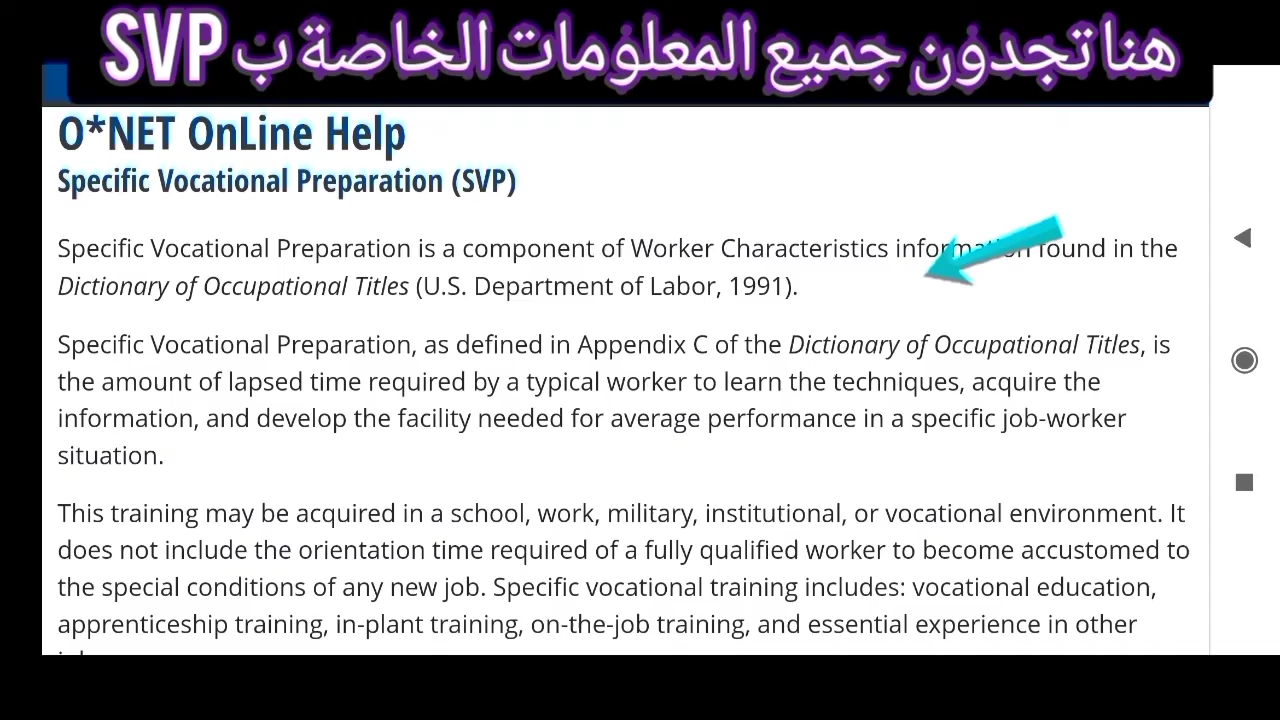 هنا تجدون جميع المعلومات الخاصة ب SVP
O*NET OnLine Help
Specific Vocational Preparation (SVP)
Specific Vocational Preparation is a component of Worker Characteristics information found in the
Dictionary of Occupational Titles (U.S. Department of Labor, 1991).
Specific Vocational Preparation, as defined in Appendix C of the Dictionary of Occupational Titles, is
the amount of lapsed time required by a typical worker to learn the techniques, acquire the
information, and develop the facility needed for average performance in a specific job-worker
situation.
This training may be acquired in a school, work, military, institutional, or vocational environment. It
does not include the orientation time required of a fully qualified worker to become accustomed to
the special conditions of any new job. Specific vocational training includes: vocational education,
apprenticeship training, in-plant training, on-the-job training, and essential experience in other